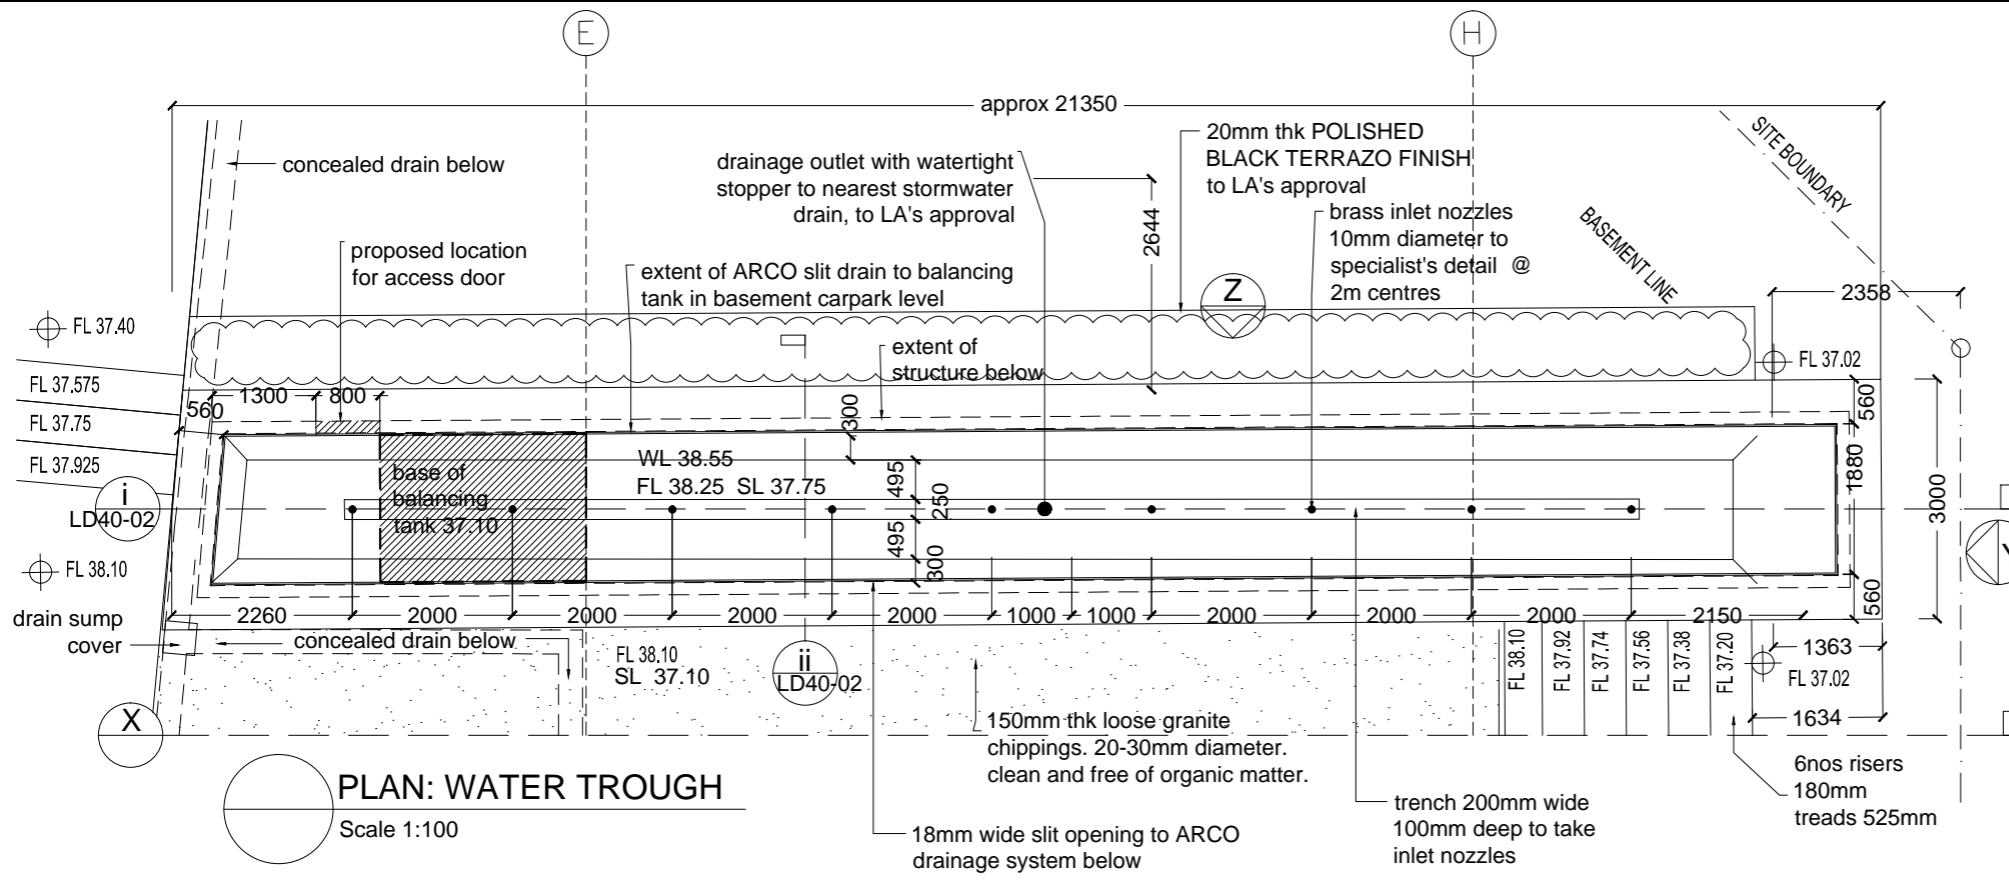 E
H
approx 21350
concealed drain below
drainage outlet with watertight
stopper to nearest stormwater
drain, to LA's approval
20mm thk POLISHED
BLACK TERRAZO FINISH
to LA's approval
SITE BOUNDARY
BASEMENT LINE
brass inlet nozzles
10mm diameter to
specialist's detail @
2m centres
2644
proposed location
for access door
extent of ARCO slit drain to balancing
tank in basement carpark level
Z
2358
FL 37.40
extent of
structure below
FL 37.02
FL 37.575
FL 37.75
FL 37.925
560
1300
800
300
560
1880
3000
560
base of
balancing
tank 37.10
WL 38.55
FL 38.25 SL 37.75
495
250
495
300
i
LD40-02
Y
FL 38.10
drain sump
cover
2260
2000
2000
2000
2000
1000
1000
2000
2000
2000
2150
concealed drain below
FL 38.10
SL 37.10
ii
LD40-02
FL 38.10
FL 37.92
FL 37.74
FL 37.56
FL 37.38
FL 37.20
1363
FL 37.02
1634
X
150mm thk loose granite
chippings. 20-30mm diameter.
clean and free of organic matter.
6nos risers
180mm
treads 525mm
PLAN: WATER TROUGH
Scale 1:100
18mm wide slit opening to ARCO
drainage system below
trench 200mm wide
100mm deep to take
inlet nozzles